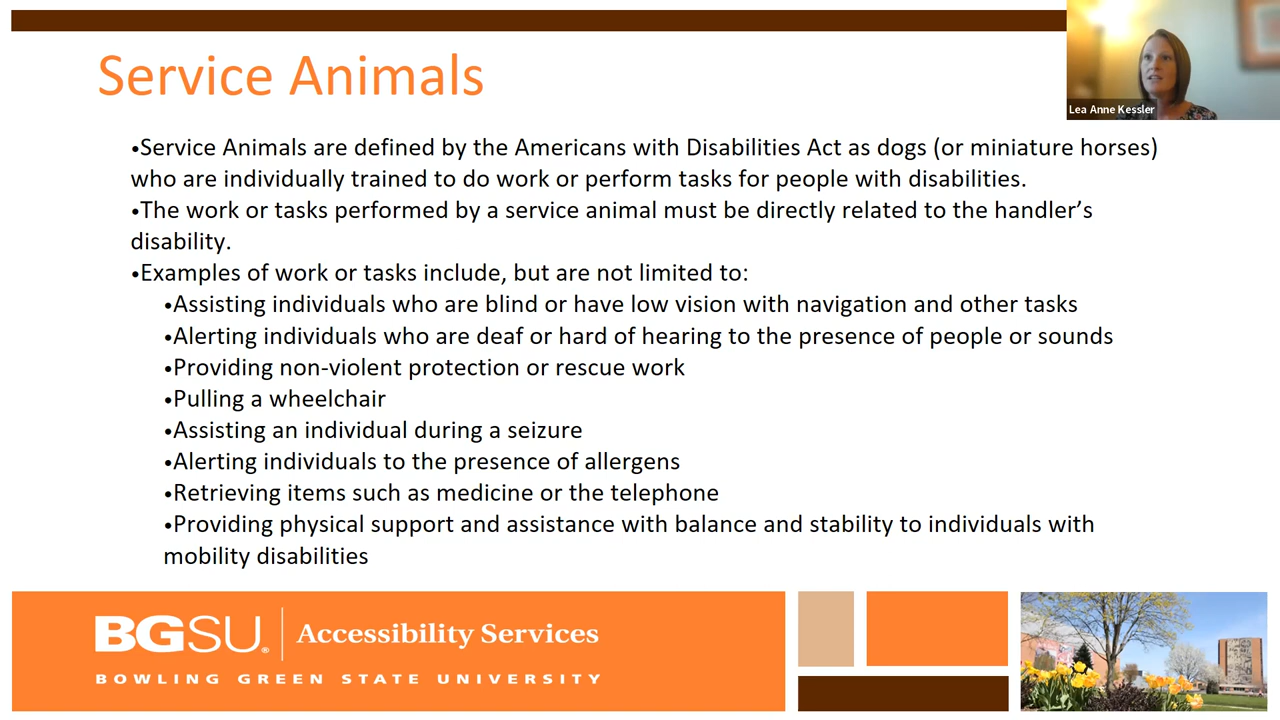 Service Animals
Lea Anne Kessler
•Service Animals are defined by the Americans with Disabilities Act as dogs (or miniature horses)
who are individually trained to do work or perform tasks for people with disabilities.
•The work or tasks performed by a service animal must be directly related to the handler’s
disability.
•Examples of work or tasks include, but are not limited to:
•Assisting individuals who are blind or have low vision with navigation and other tasks
•Alerting individuals who are deaf or hard of hearing to the presence of people or sounds
•Providing non-violent protection or rescue work
•Pulling a wheelchair
•Assisting an individual during a seizure
•Alerting individuals to the presence of allergens
•Retrieving items such as medicine or the telephone
•Providing physical support and assistance with balance and stability to individuals with
mobility disabilities
BGSU® Accessibility Services
BOWLING GREEN STATE UNIVERSITY